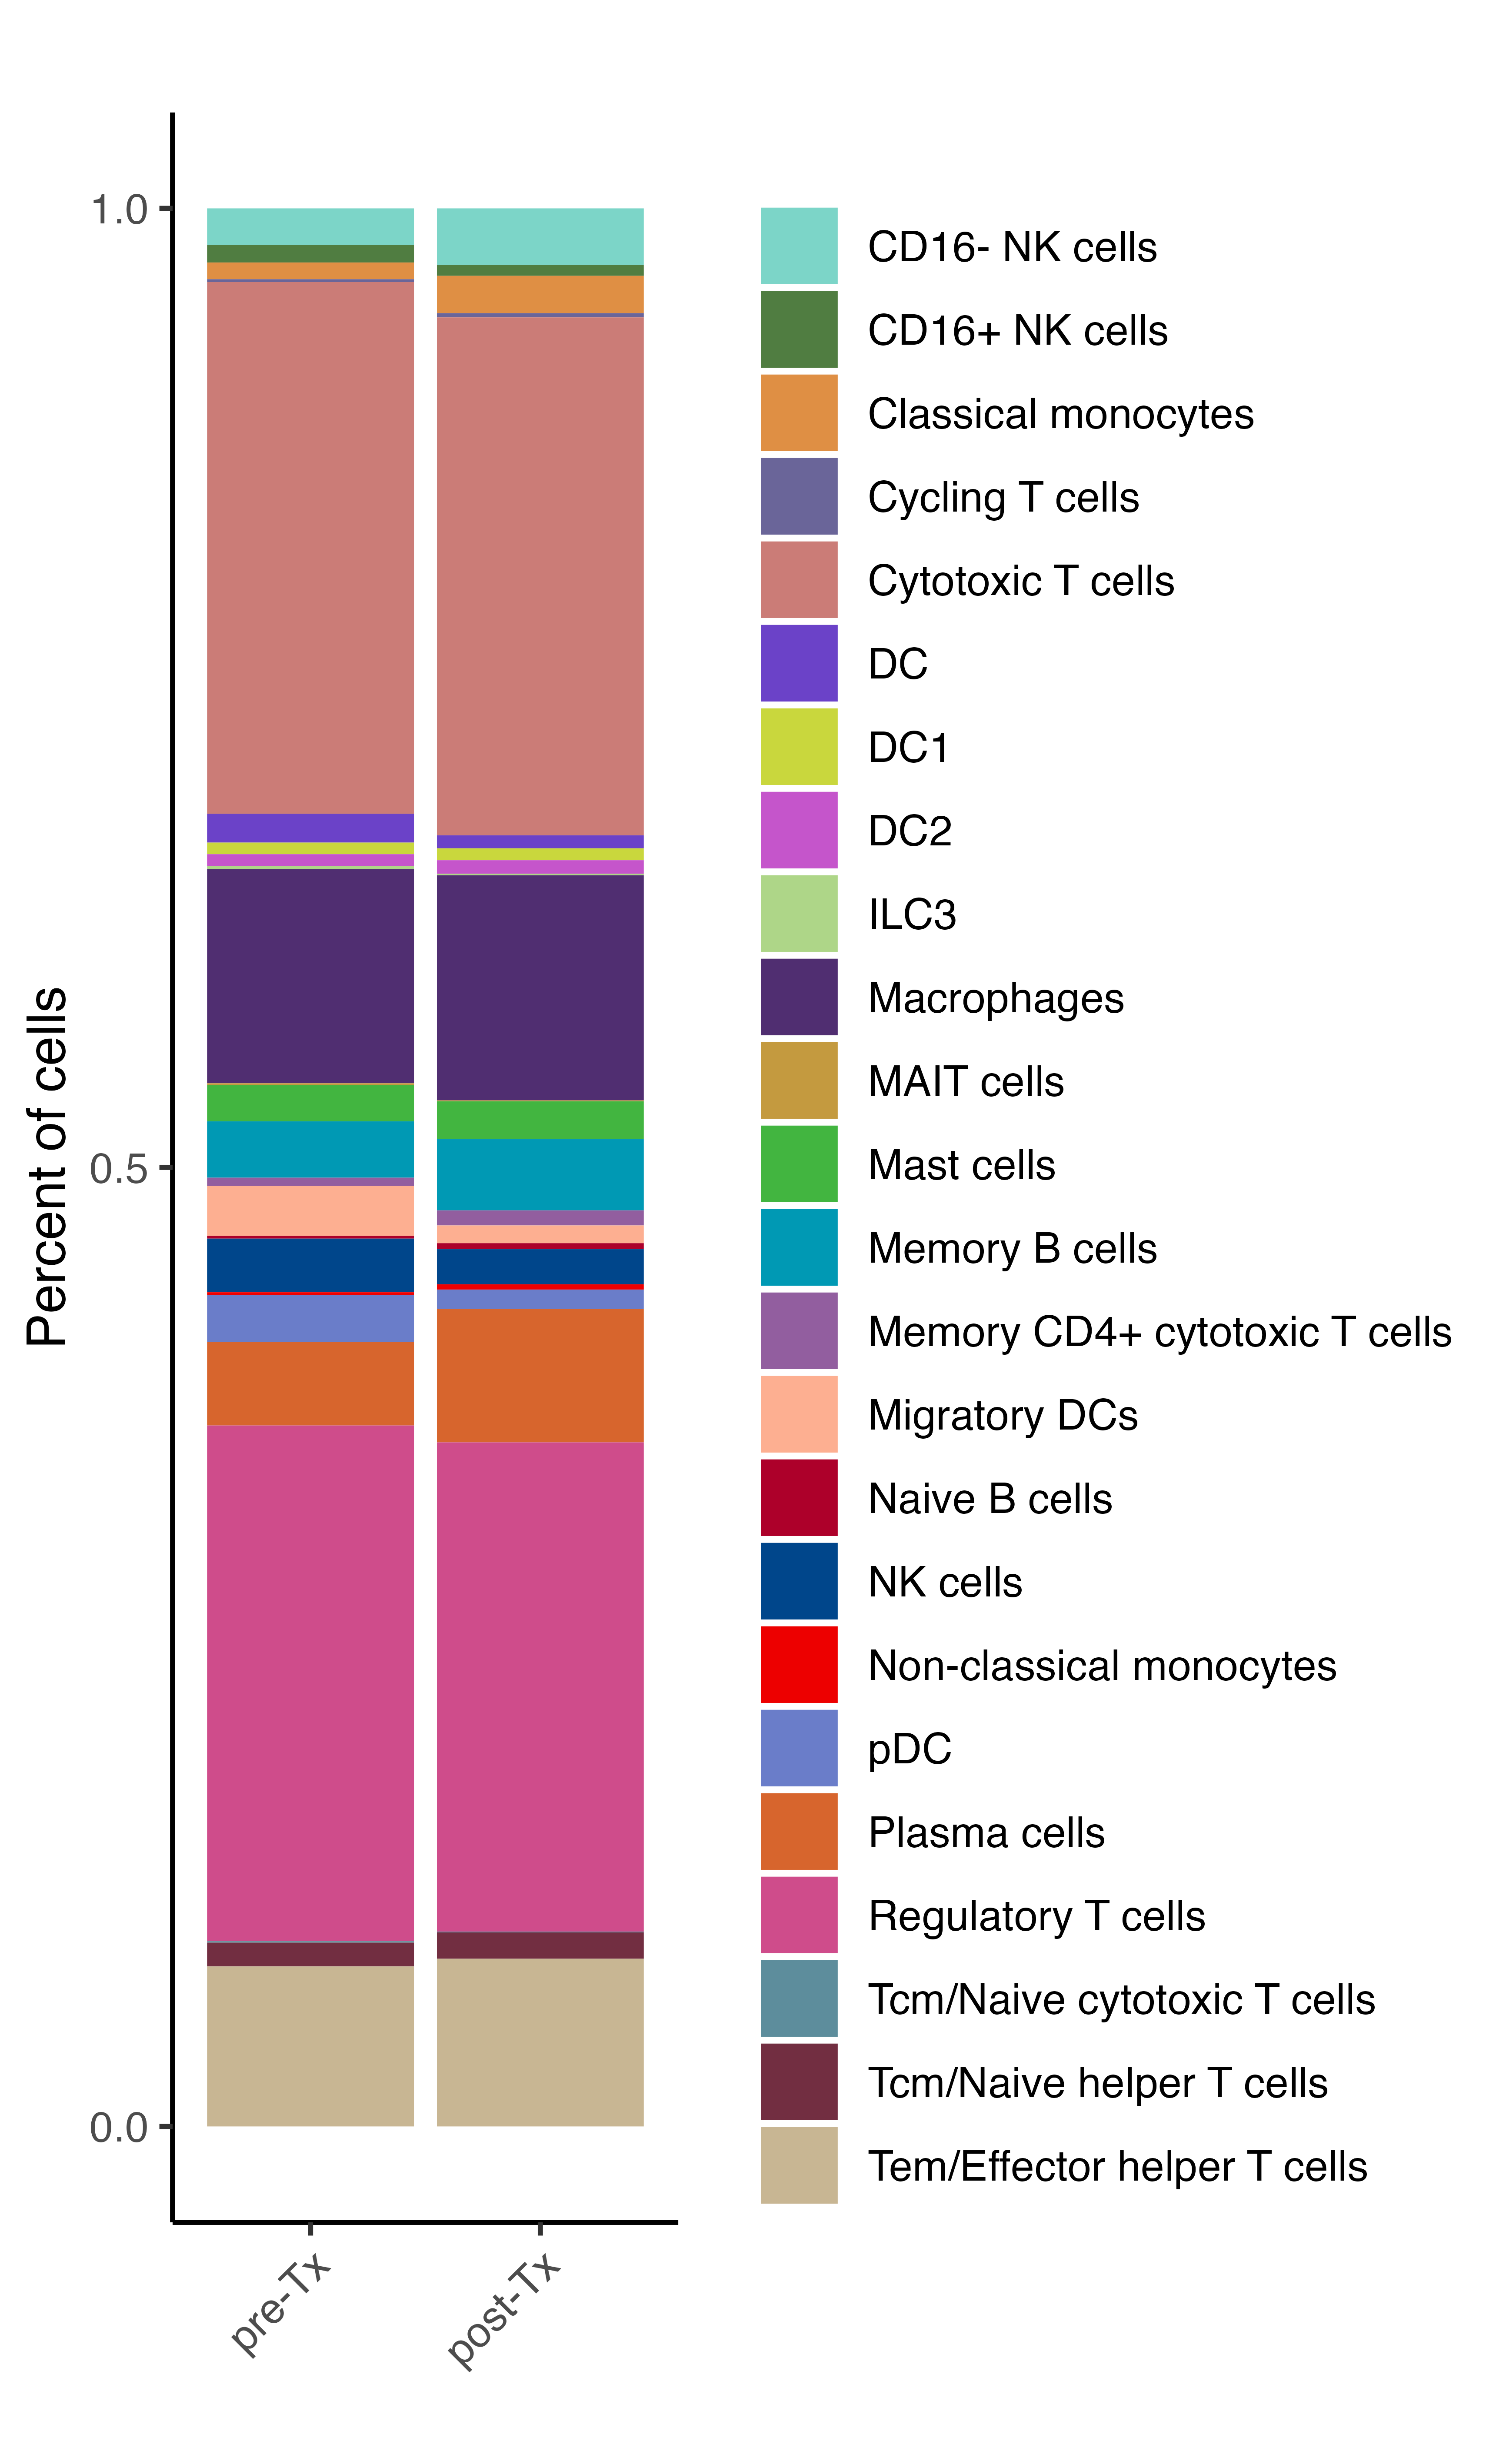 1.0
0.5
0.0
Percent of cells
pre-Tx
post-Tx
CD16- NK cells
CD16+ NK cells
Classical monocytes
Cycling T cells
Cytotoxic T cells
DC
DC1
DC2
ILC3
Macrophages
MAIT cells
Mast cells
Memory B cells
Memory CD4+ cytotoxic T cells
Migratory DCs
Naive B cells
NK cells
Non-classical monocytes
pDC
Plasma cells
Regulatory T cells
Tcm/Naive cytotoxic T cells
Tcm/Naive helper T cells
Tem/Effector helper T cells